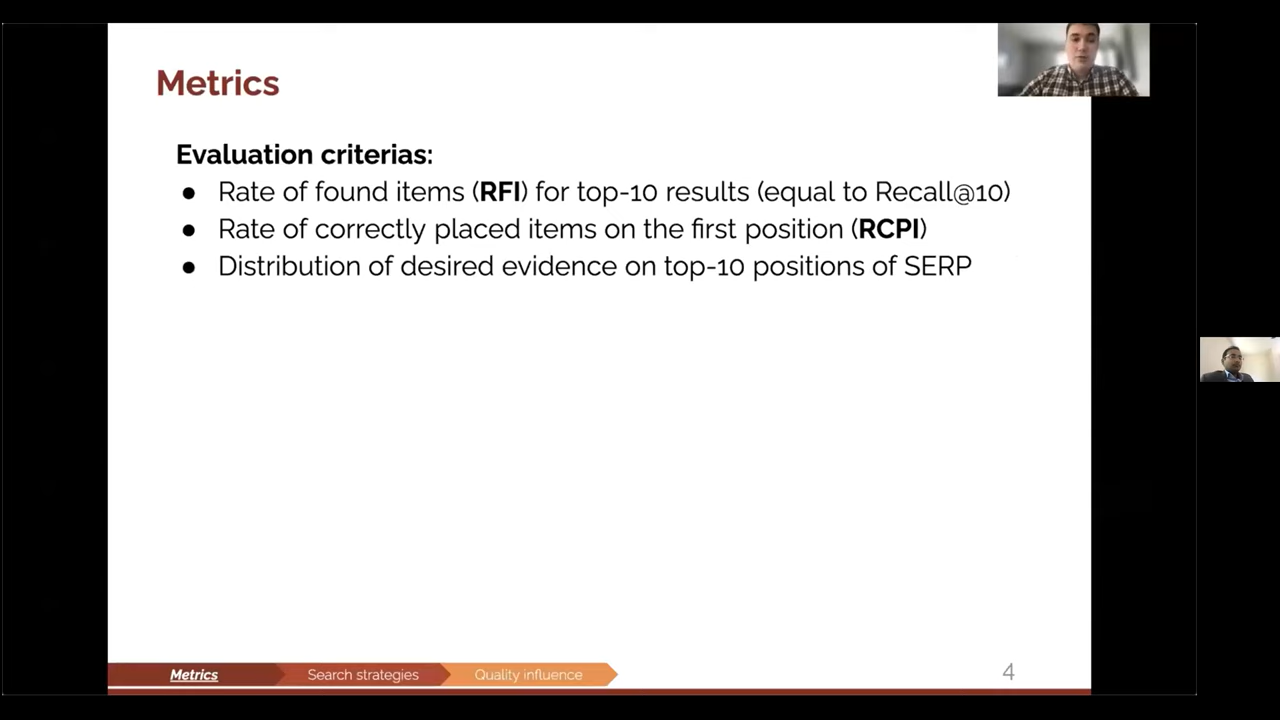 Metrics
Evaluation criterias:
● Rate of found items (RFI) for top-10 results (equal to Recall@10)
● Rate of correctly placed items on the first position (RCPI)
● Distribution of desired evidence on top-10 positions of SERP
Metrics
Search strategies
Quality influence
4